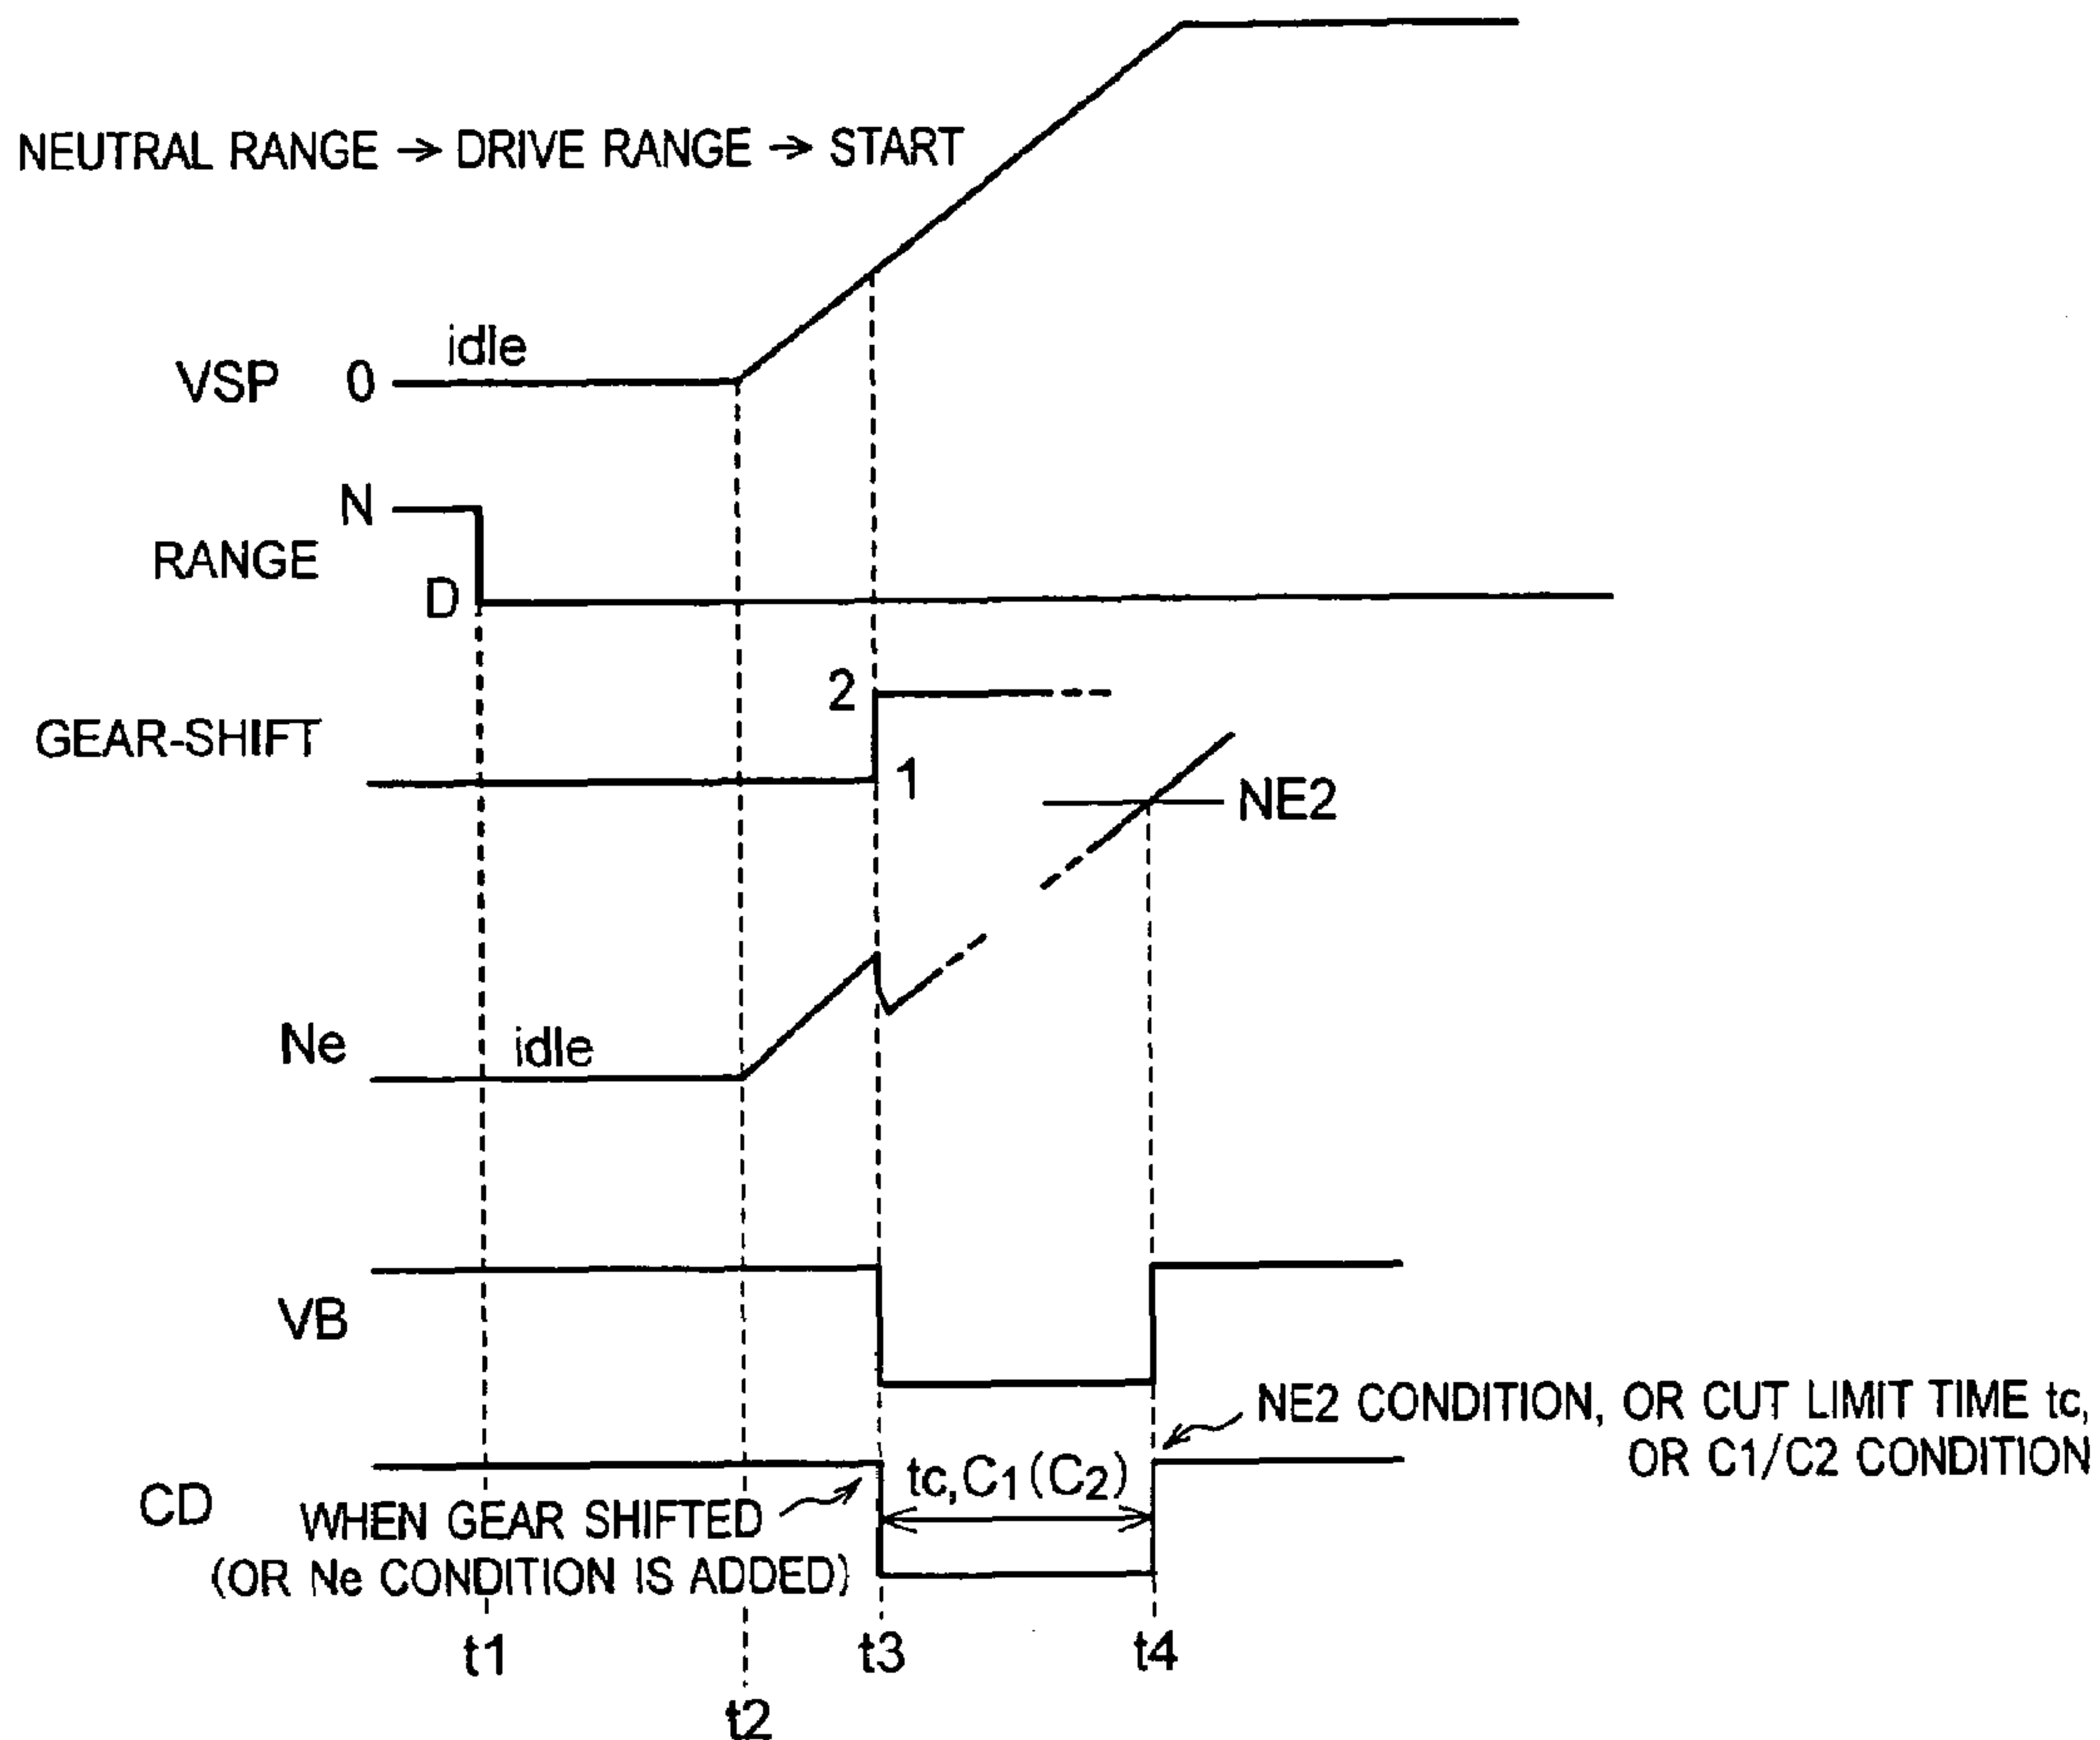 NEUTRAL RANGE → DRIVE RANGE → START
idle
VSP 0
N
RANGE
D
2
GEAR-SHIFT
1
NE2
Ne
idle
VB
NE2 CONDITION, OR CUT LIMIT TIME tc,
OR C1/C2 CONDITION
tc,C1(C2)
CD
WHEN GEAR SHIFTED
(OR Ne CONDITION IS ADDED)
t1
t3
t4
t2